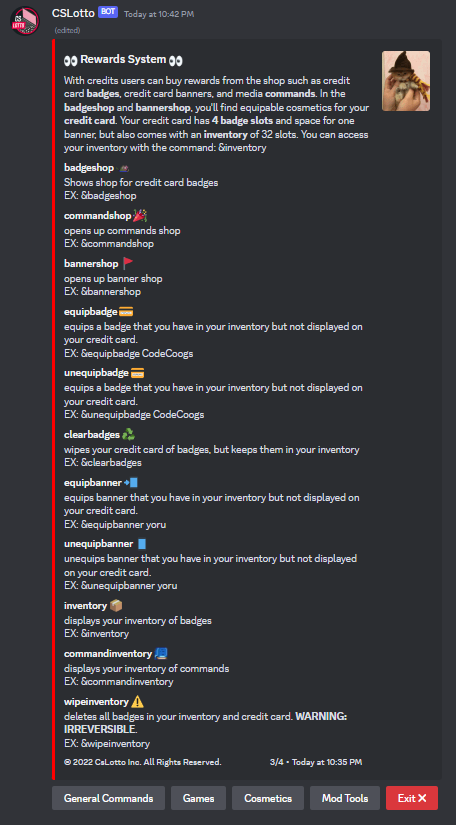 CS
LOTTO
CSLotto BOT Today at 10:42 PM
(edited)
👀 Rewards System 👀
With credits users can buy rewards from the shop such as credit
card badges, credit card banners, and media commands. In the
badgeshop and bannershop, you'll find equipable cosmetics for your
credit card. Your credit card has 4 badge slots and space for one
banner, but also comes with an inventory of 32 slots. You can access
your inventory with the command: &inventory
badgeshop
Shows shop for credit card badges
EX: &badgeshop
commandshop 🎉
opens up commands shop
EX: &commandshop
bannershop 🚩
opens up banner shop
EX: &bannershop
equipbadge 💳
equips a badge that you have in your inventory but not displayed on
your credit card.
EX: &equipbadge CodeCoogs
unequipbadge 💳
equips a badge that you have in your inventory but not displayed on
your credit card.
EX: &unequipbadge CodeCoogs
clearbadges ♻️
wipes your credit card of badges, but keeps them in your inventory
EX: &clearbadges
equipbanner 📲
equips banner that you have in your inventory but not displayed on
your credit card.
EX: &equipbanner yoru
unequipbanner
unequips banner that you have in your inventory but not displayed
on your credit card.
EX: &unequipbanner yoru
inventory 📦
displays your inventory of badges
EX: &inventory
commandinventory
displays your inventory of commands
EX: &commandinventory
wipeinventory ⚠️
deletes all badges in your inventory and credit card. WARNING:
IRREVERSIBLE.
EX: &wipeinventory
© 2022 CsLotto Inc. All Rights Reserved. 3/4 • Today at 10:35 PM
General Commands Games Cosmetics Mod Tools Exit ✕